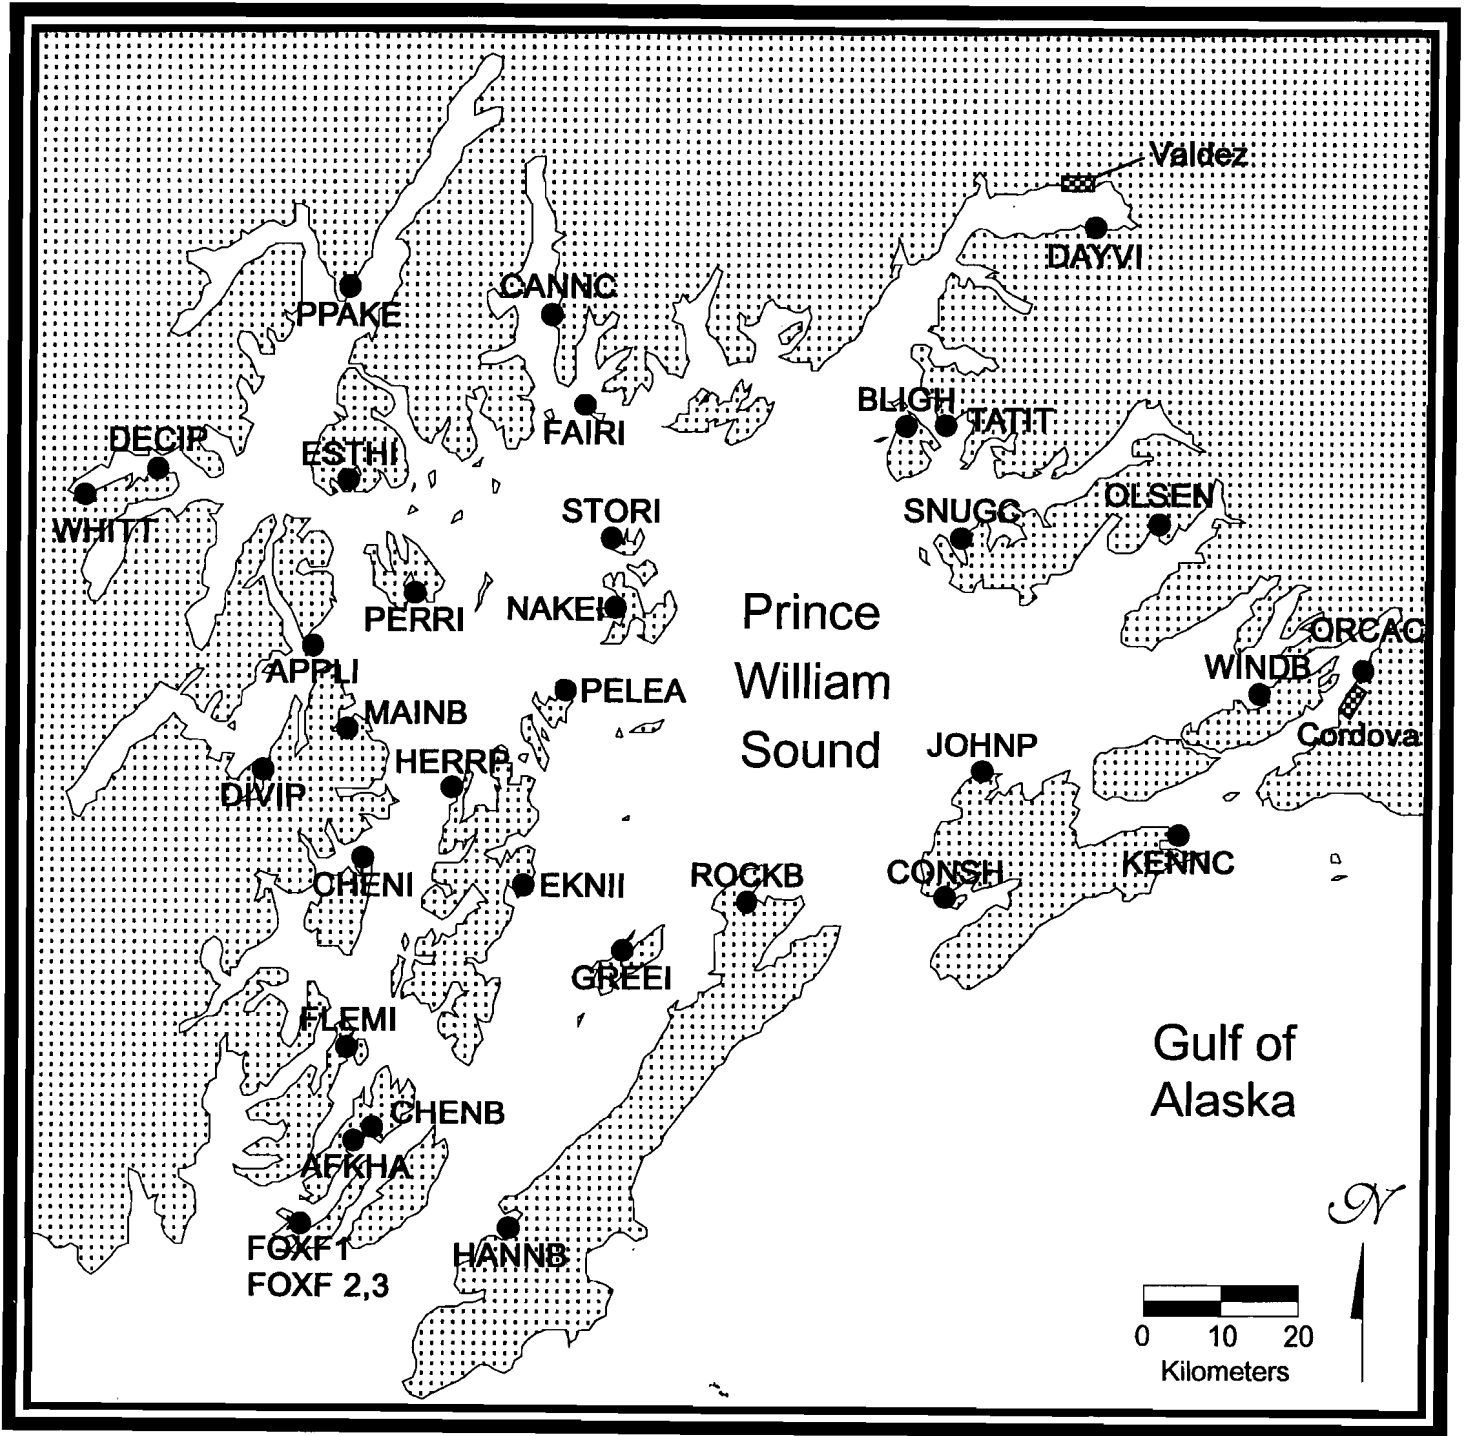 Valdez
DAYVI
CANNC
PPAKE
BLIGH
TATIT
FAIRI
DECIP
ESTHI
WHITT
STORI
SNUGC
OLSEN
PERRI
NAKEI
Prince
William
Sound
ORCAC
WINDB
Cordova
APPLI
PELEA
MAINB
HERRP
JOHNP
DIVIP
CHENI
EKNII
ROCKB
CONSH
KENNC
GREEI
FLEMI
Gulf of
Alaska
CHENB
AFKHA
FOXF1
FOXF 2,3
HANNB
N
0 10 20
Kilometers